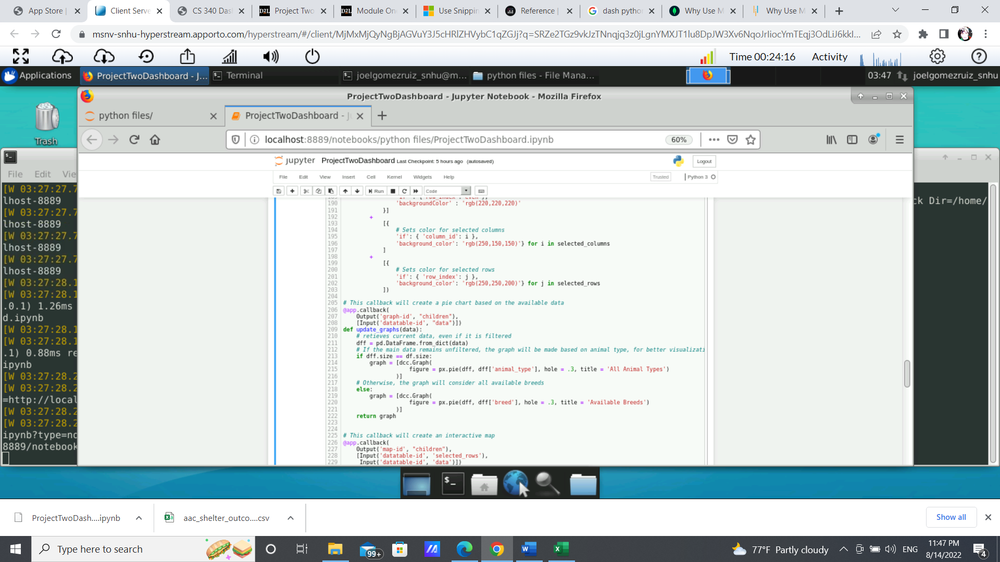 App Store |
Client Serve
CS 340 Das
D2L Project Two
D2L Module One
Use Snippin
Reference |
dash python
Why Use M
Why Use M
Time 00:24:16 Activity
Applications
ProjectTwoDashboard - J...
Terminal
joelgomezruiz_snhu@m...
python files - File Mana...
03:47
joelgomezruiz_snhu
Trash
ProjectTwoDashboard - Jupyter Notebook - Mozilla Firefox
python files/
ProjectTwoDashboard - J
localhost:8889/notebooks/python files/ProjectTwoDashboard.ipynb
60%
jupyter ProjectTwoDashboard Last Checkpoint: 5 hours ago (autosaved)
Logout
File Edit View Insert Cell Kernel Widgets Help
Trusted
Python 3
Run
Code
File Edit Vie
[W 03:27:27.7
lhost-8889
[W 03:27:27.7
lhost-8889
[W 03:27:27.7
lhost-8889
[W 03:27:27.7
lhost-8889
[W 03:27:28.1
[W 03:27:28.1
.0.1) 1.26ms
d.ipynb
[W 03:27:28.1
[W 03:27:28.1
.1) 0.88ms re
ipynb
[W 03:27:28.2
[W 03:27:28.2
=http://local
[W 03:27:28.2
[W 03:27:28.2
ipynb?type=no
8889/notebook
ck Dir=/home/
190 'backgroundColor' : 'rgb(220,220,220)'
191 }]
192 +
193 [{
194 # Sets color for selected columns
195 'if': { 'column_id': i },
196 'background_color': 'rgb(250,150,150)'} for i in selected_columns
197 ]
198 +
199 [{
200 # Sets color for selected rows
201 'if': { 'row_index': j },
202 'background_color': 'rgb(250,250,200)'} for j in selected_rows
203 ])
204
205 # This callback will create a pie chart based on the available data
206 @app.callback(
207 Output('graph-id', "children"),
208 [Input('datatable-id', "data")])
209 def update_graphs(data):
210 # retieves current data, even if it is filtered
211 dff = pd.DataFrame.from_dict(data)
212 # If the main data remains unfiltered, the graph will be made based on animal type, for better visualizati
213 if dff.size == df.size:
214 graph = [dcc.Graph(
215 figure = px.pie(dff, dff['animal_type'], hole = .3, title = 'All Animal Types')
216 )]
217 # Otherwise, the graph will consider all available breeds
218 else:
219 graph = [dcc.Graph(
220 figure = px.pie(dff, dff['breed'], hole = .3, title = 'Available Breeds')
221 )]
222 return graph
223
224
225 # This callback will create an interactive map
226 @app.callback(
227 Output('map-id', "children"),
228 [Input('datatable-id', 'selected_rows'),
229 Input('datatable-id', 'data')])
ProjectTwoDash....ipynb
aac_shelter_outco....csv
Show all
Type here to search
99+
77°F Partly cloudy
ENG
11:47 PM
8/14/2022
4